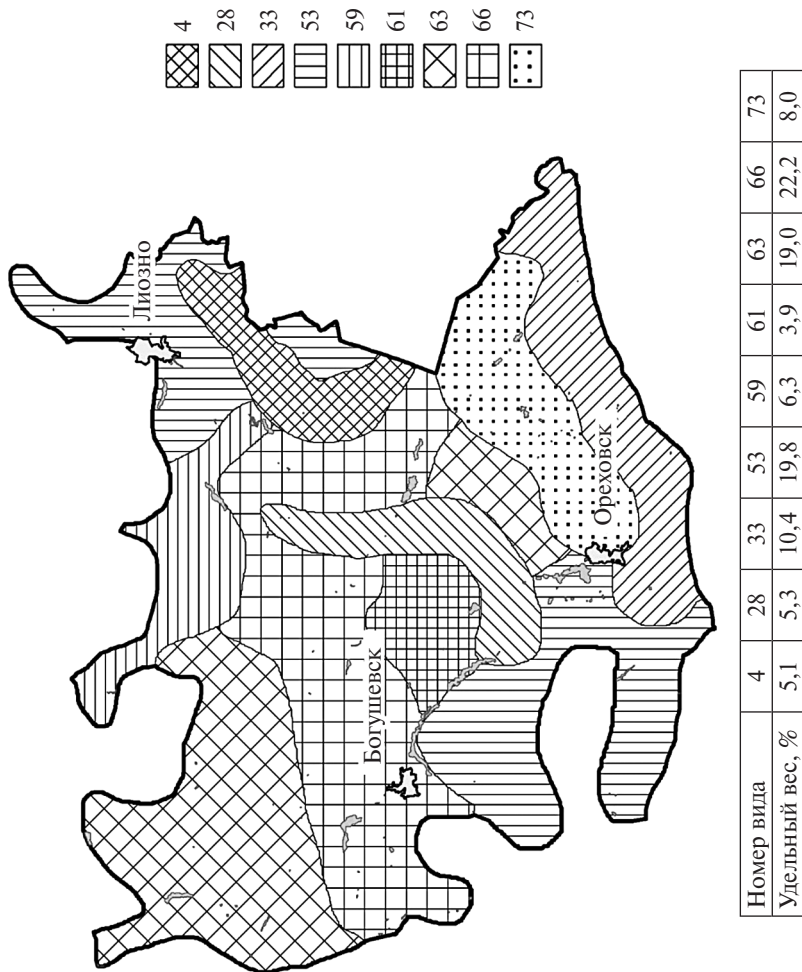 Лиозно
Богушевск
Ореховск
4
28
33
53
59
61
63
66
73
Номер вида 4 28 33 53 59 61 63 66 73
Удельный вес, % 5,1 5,3 10,4 19,8 6,3 3,9 19,0 22,2 8,0